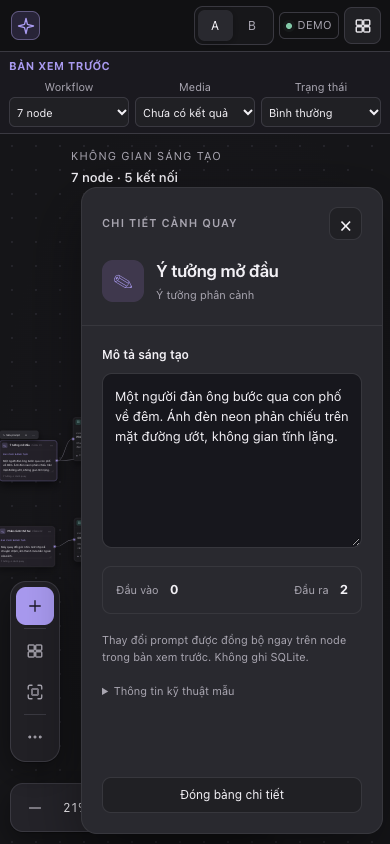 A B DEMO
BẢN XEM TRƯỚC
Workflow Media Trạng thái
7 node Chưa có kết quả Bình thường
KHÔNG GIAN SÁNG TẠO
7 node · 5 kết nối
CHI TIẾT CẢNH QUAY
Ý tưởng mở đầu
Ý tưởng phân cảnh
Mô tả sáng tạo
Một người đàn ông bước qua con phố
về đêm. Ánh đèn neon phản chiếu trên
mặt đường ướt, không gian tĩnh lặng.
Đầu vào 0 Đầu ra 2
Thay đổi prompt được đồng bộ ngay trên node
trong bản xem trước. Không ghi SQLite.
Thông tin kỹ thuật mẫu
Đóng bảng chi tiết
21